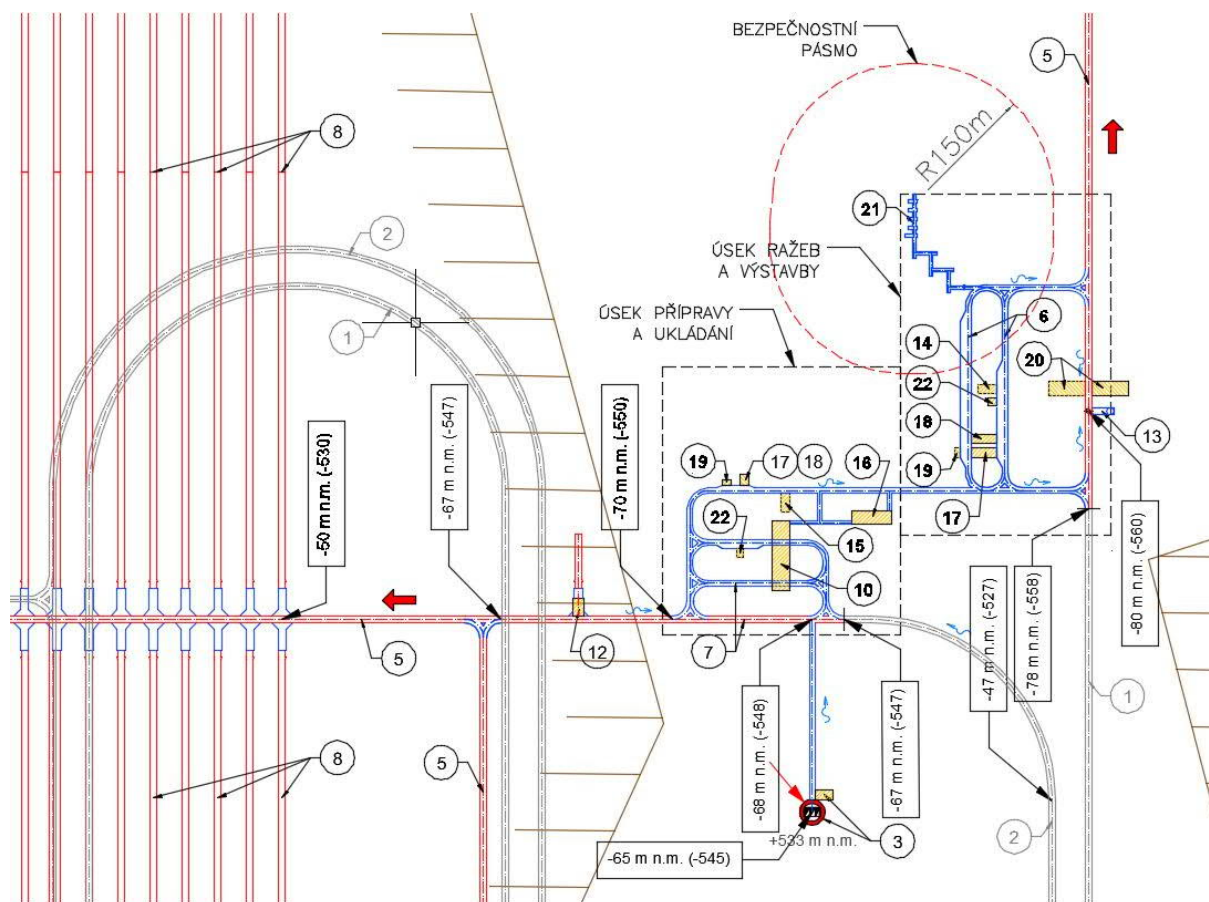 BEZPEČNOSTNÍ
PÁSMO
5
8
R150m
2
21
ÚSEK RAŽEB
A VÝSTAVBY
1
ÚSEK PŘÍPRAVY
A UKLÁDÁNÍ
6
14
20
22
18
13
19
17
18
16
19
17
22
15
10
-50 m n.m. (-530)
-67 m n.m. (-547)
-70 m n.m. (-550)
12
5
7
-47 m n.m. (-527)
-78 m n.m. (-558)
-80 m n.m. (-560)
1
8
5
-68 m n.m. (-548)
-67 m n.m. (-547)
3
+533 m n.m.
2
-65 m n.m. (-545)